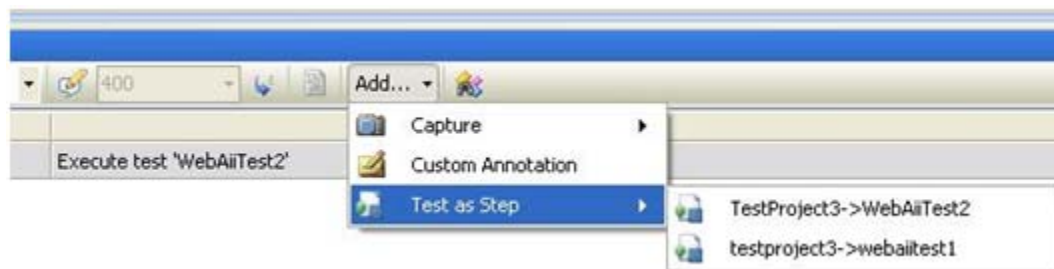 400
Add...
Capture
Execute test 'WebAiiTest2'
Custom Annotation
Test as Step
TestProject3->WebAiiTest2
testproject3->webaiitest1